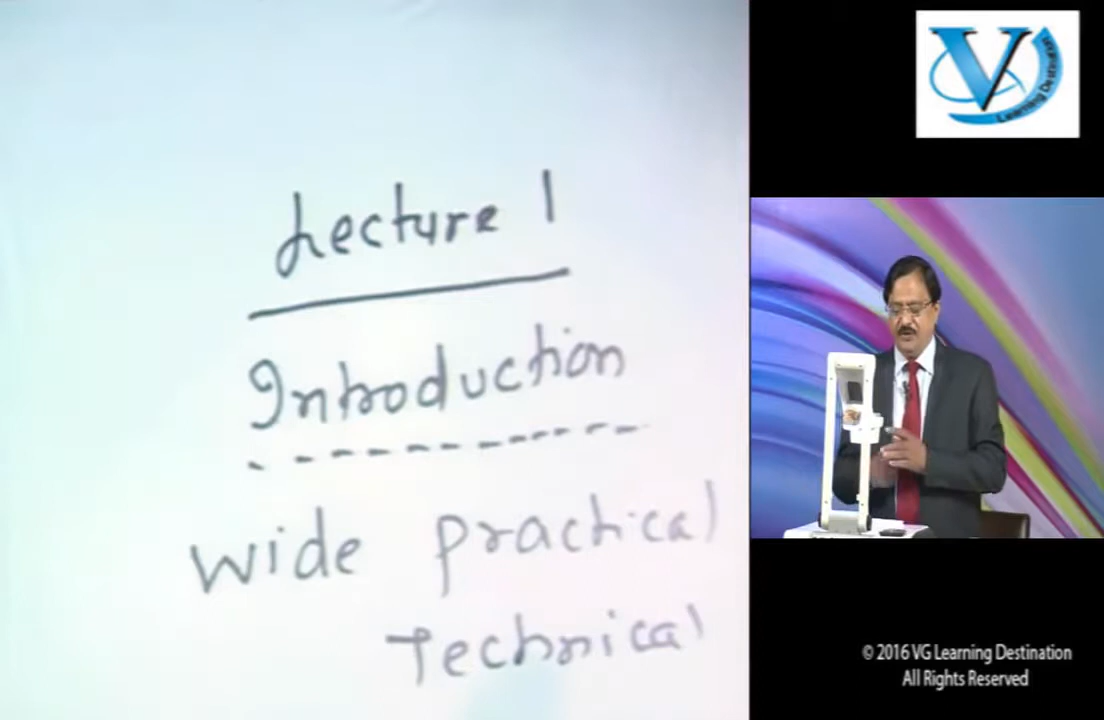 Lecture 1
Introduction
wide practical
Technical
V
Learning Destination
© 2016 VG Learning Destination
All Rights Reserved